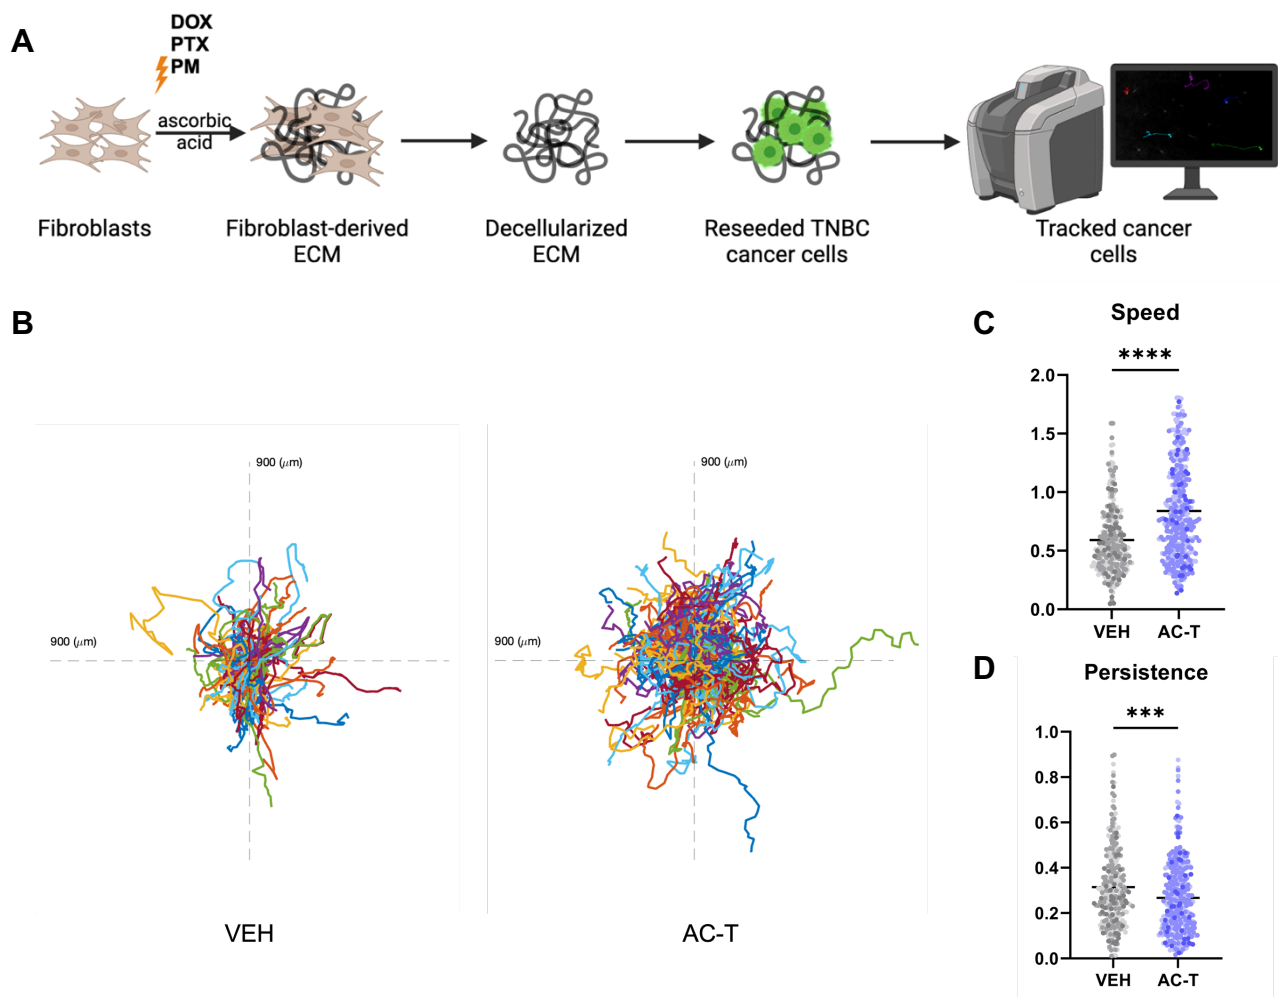 A
DOX
PTX
PM
ascorbic
acid
Fibroblasts
Fibroblast-derived
ECM
Decellularized
ECM
Reseeded TNBC
cancer cells
Tracked cancer
cells
B
900 (μm)
900 (μm)
VEH
900 (μm)
900 (μm)
AC-T
C
Speed
****
2.0
1.5
1.0
0.5
0.0
VEH
AC-T
D
Persistence
***
1.0
0.8
0.6
0.4
0.2
0.0
VEH
AC-T